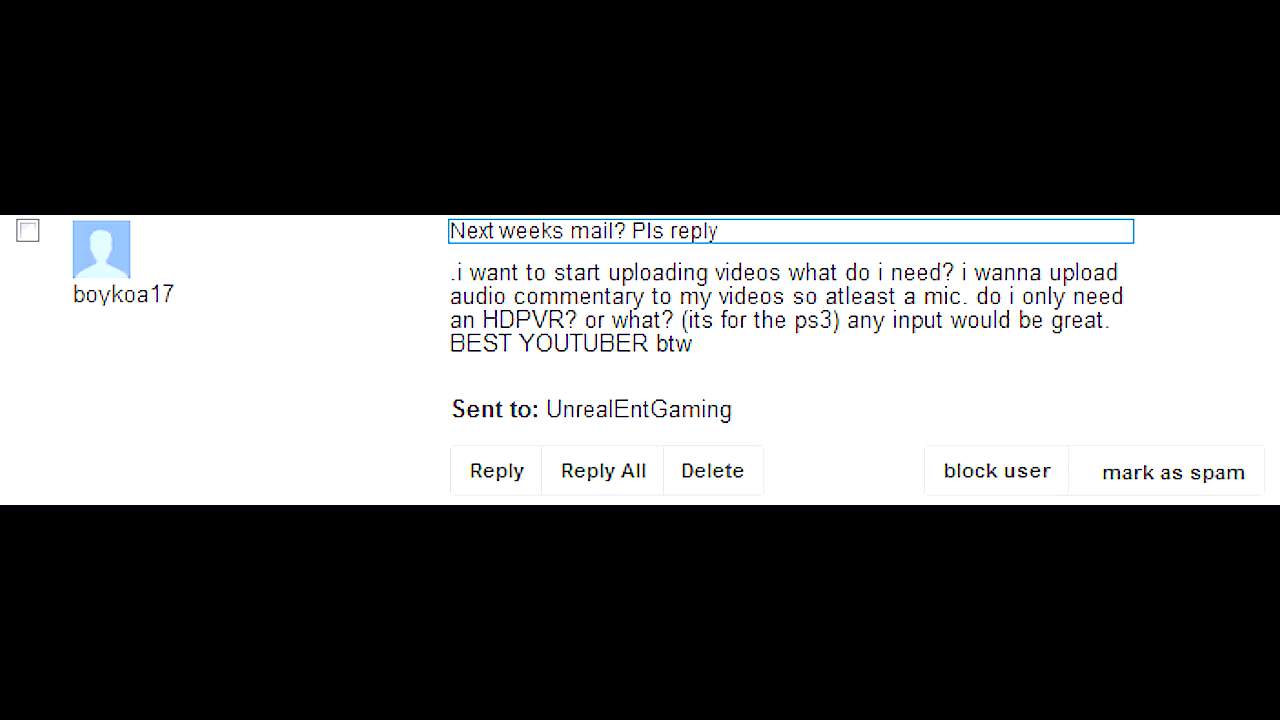 Next weeks mail? Pls reply
boykoa17
.i want to start uploading videos what do i need? i wanna upload
audio commentary to my videos so atleast a mic. do i only need
an HDPVR? or what? (its for the ps3) any input would be great.
BEST YOUTUBER btw
Sent to: UnrealEntGaming
Reply Reply All Delete block user mark as spam